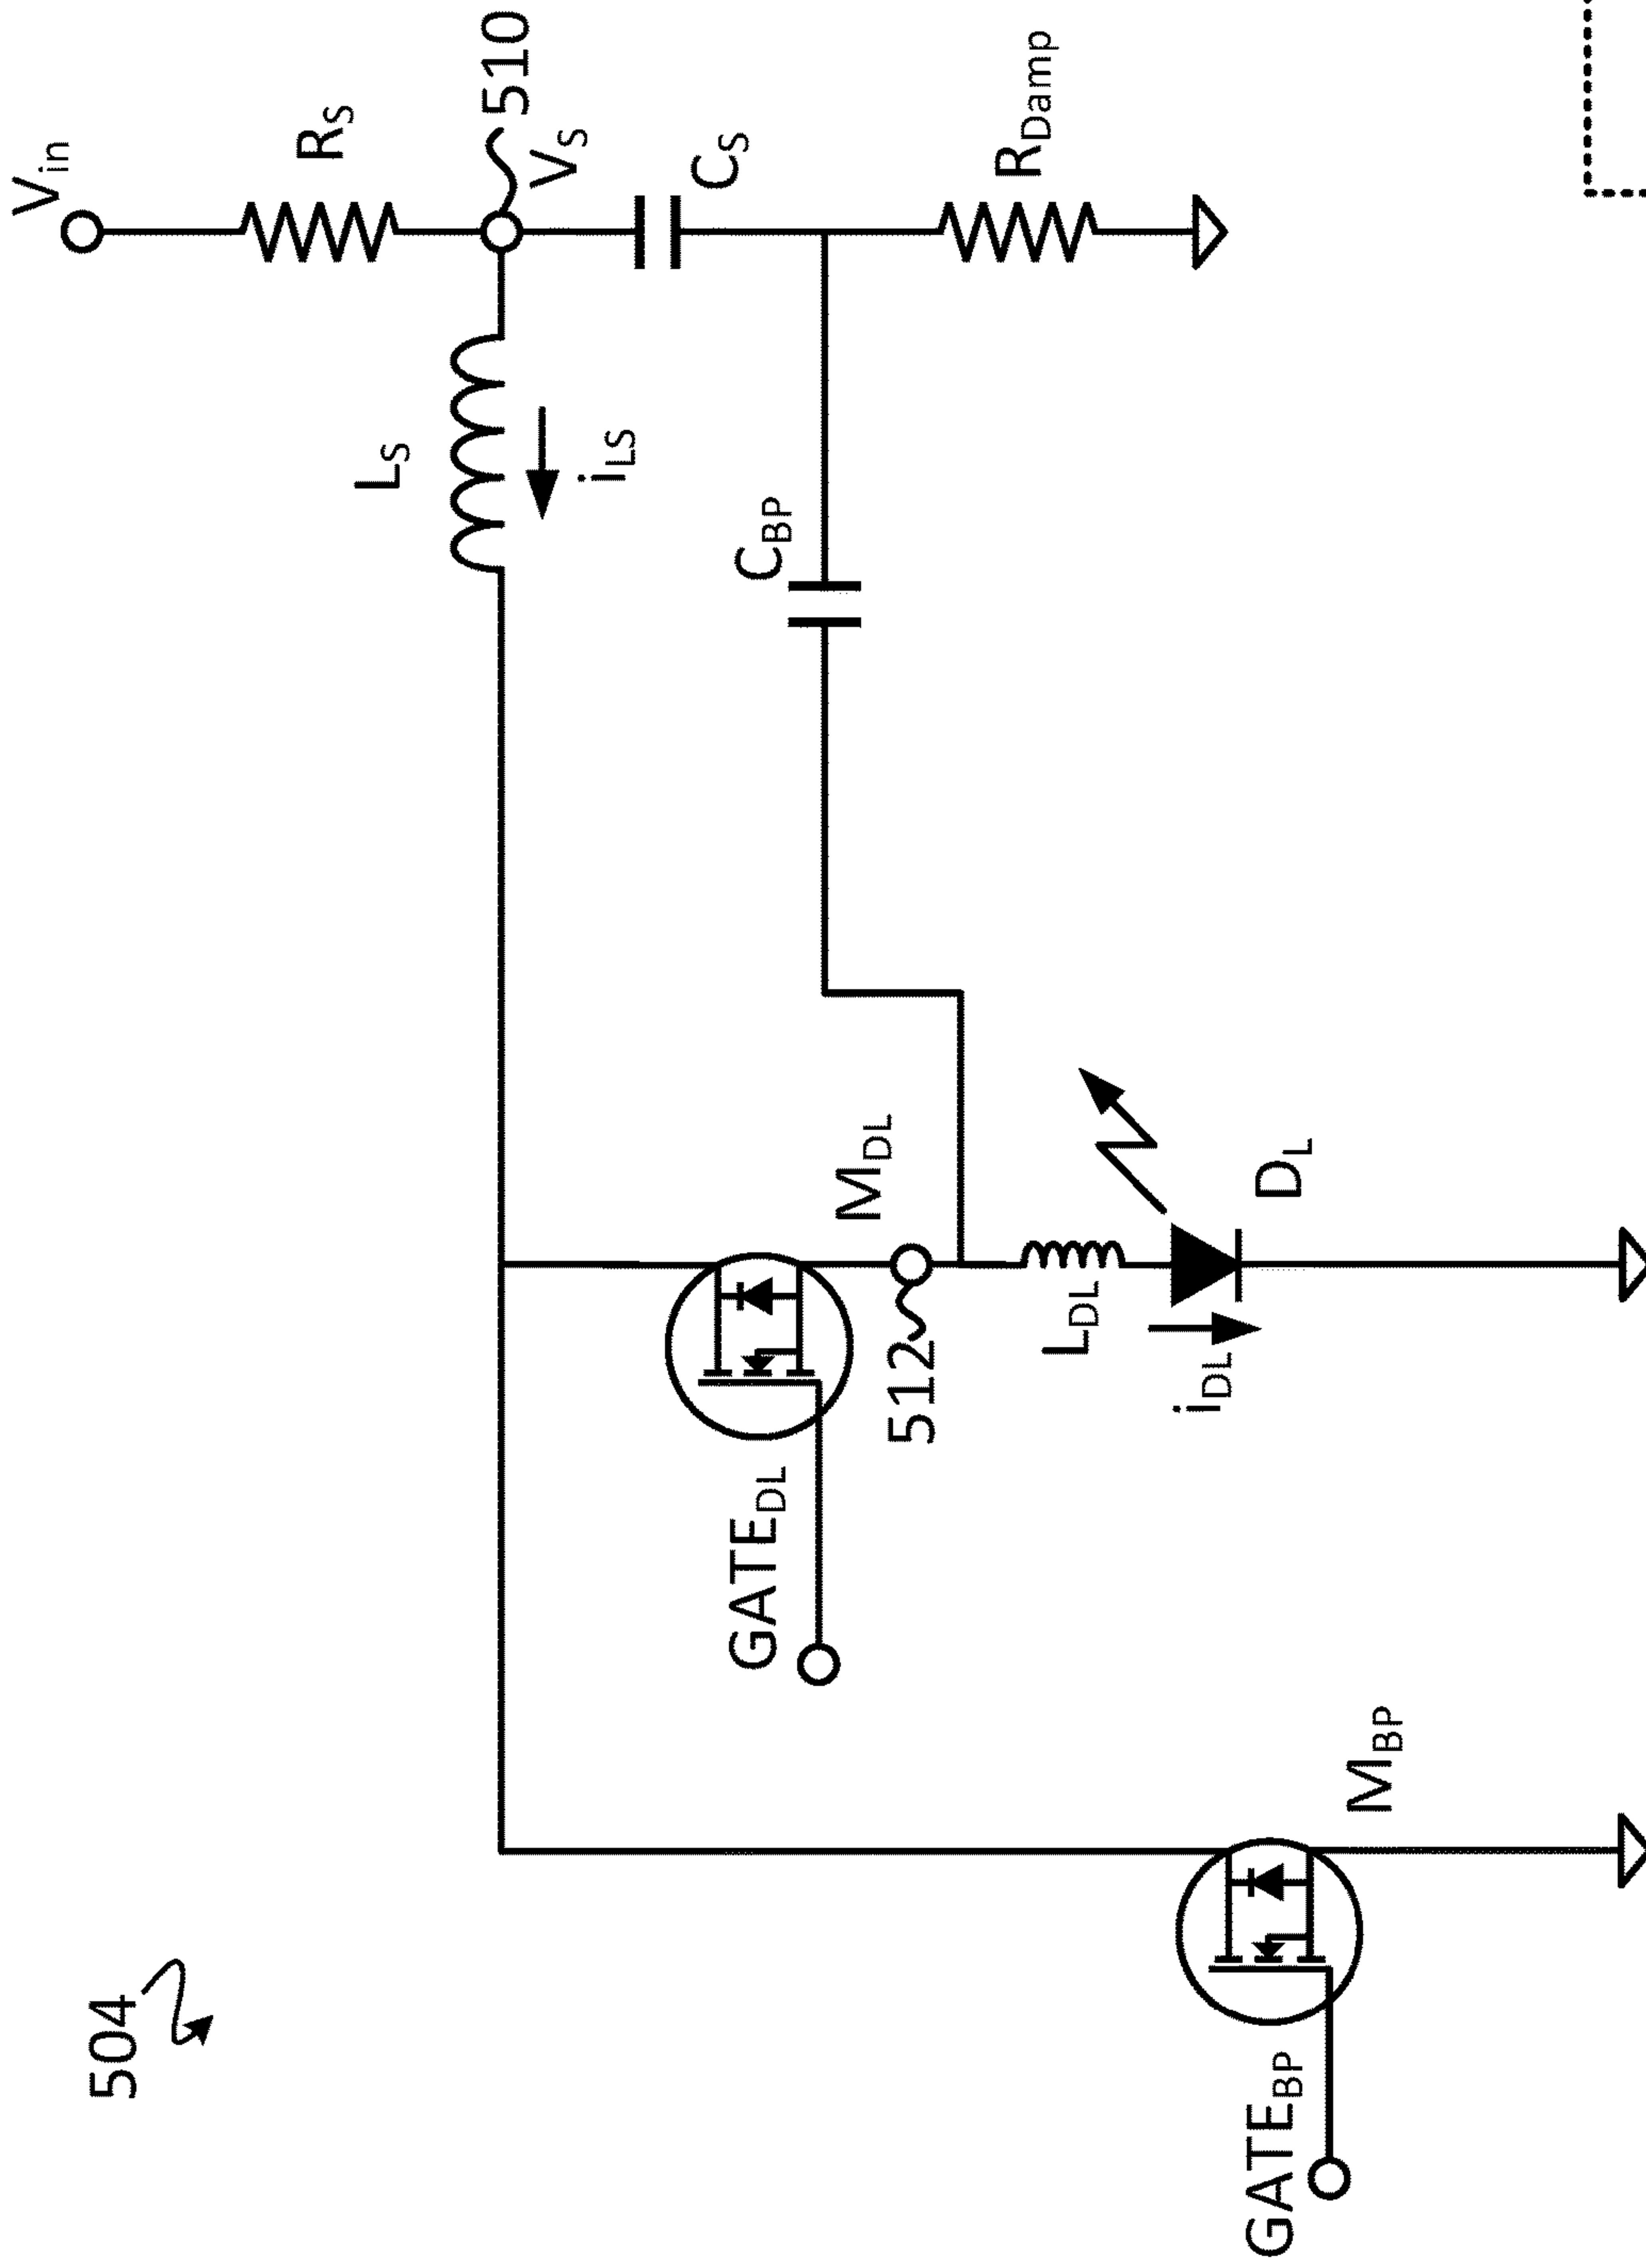 504
V_in
R_S
510
V_S
L_S
i_LS
C_S
C_BP
R_Damp
M_DL
GATE_DL
512
L_DL
i_DL
D_L
M_BP
GATE_BP